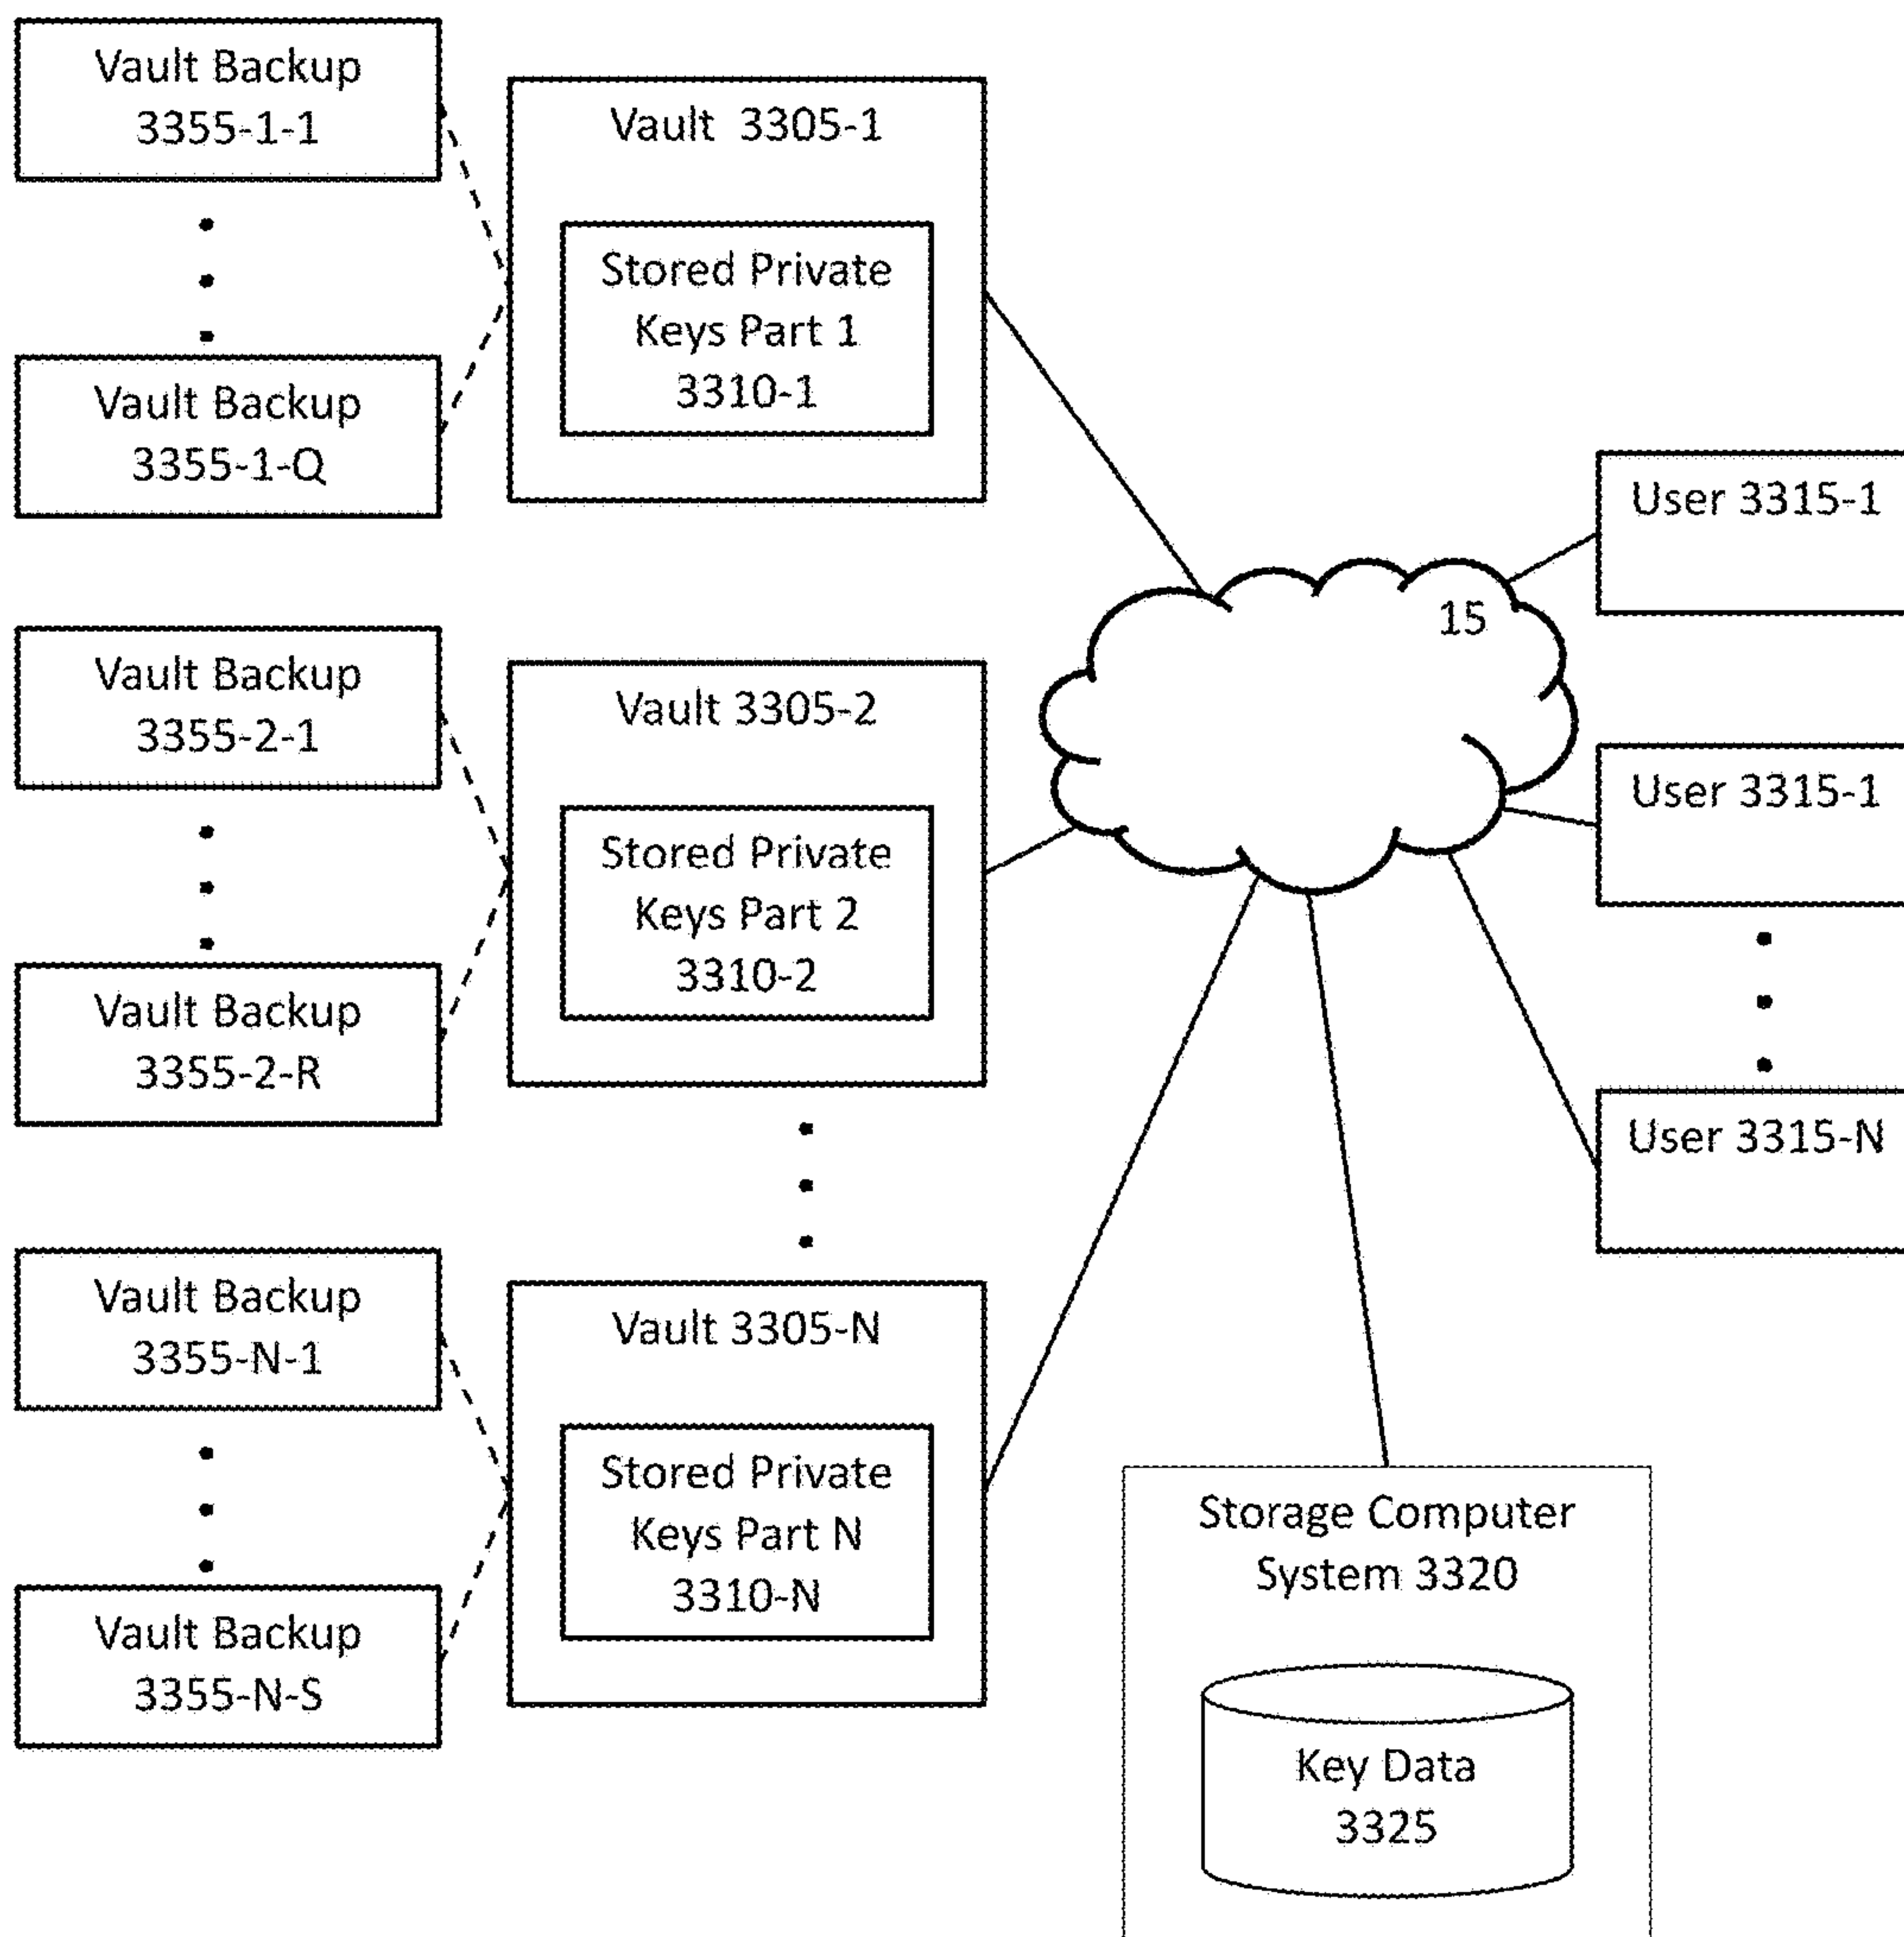 Vault Backup
3355-1-1
Vault Backup
3355-1-Q
Vault 3305-1
Stored Private
Keys Part 1
3310-1
Vault Backup
3355-2-1
Vault Backup
3355-2-R
Vault 3305-2
Stored Private
Keys Part 2
3310-2
Vault Backup
3355-N-1
Vault Backup
3355-N-S
Vault 3305-N
Stored Private
Keys Part N
3310-N
15
User 3315-1
User 3315-1
User 3315-N
Storage Computer
System 3320
Key Data
3325